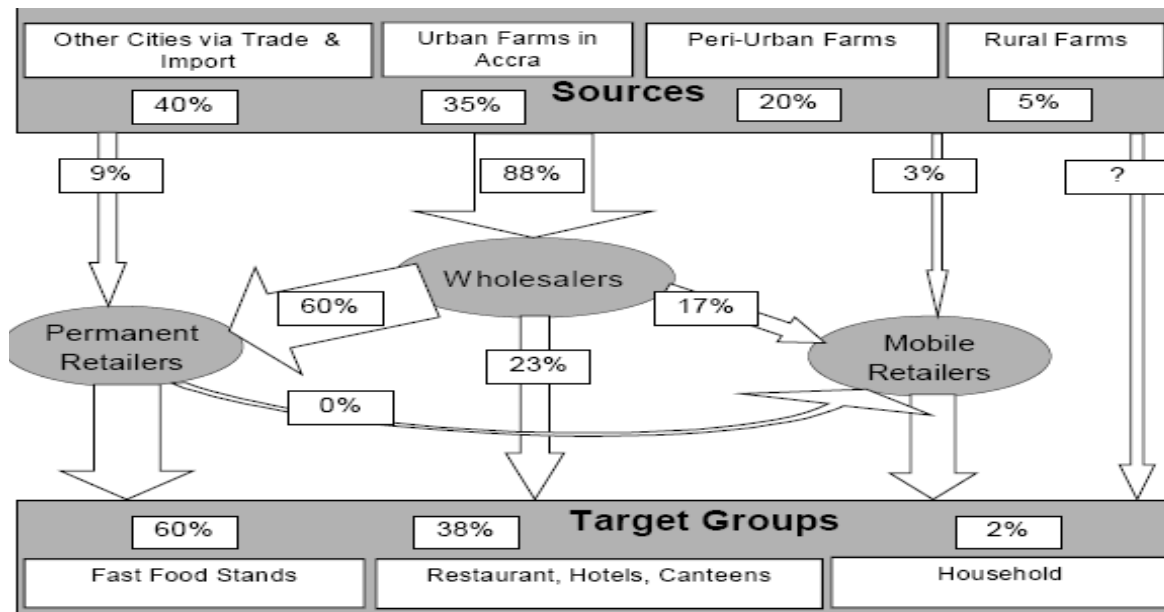 Other Cities via Trade & Import
Urban Farms in Accra
Peri-Urban Farms
Rural Farms
Sources
40%
35%
20%
5%
9%
88%
3%
?
Wholesalers
60%
17%
Permanent Retailers
23%
Mobile Retailers
0%
Target Groups
60%
38%
2%
Fast Food Stands
Restaurant, Hotels, Canteens
Household